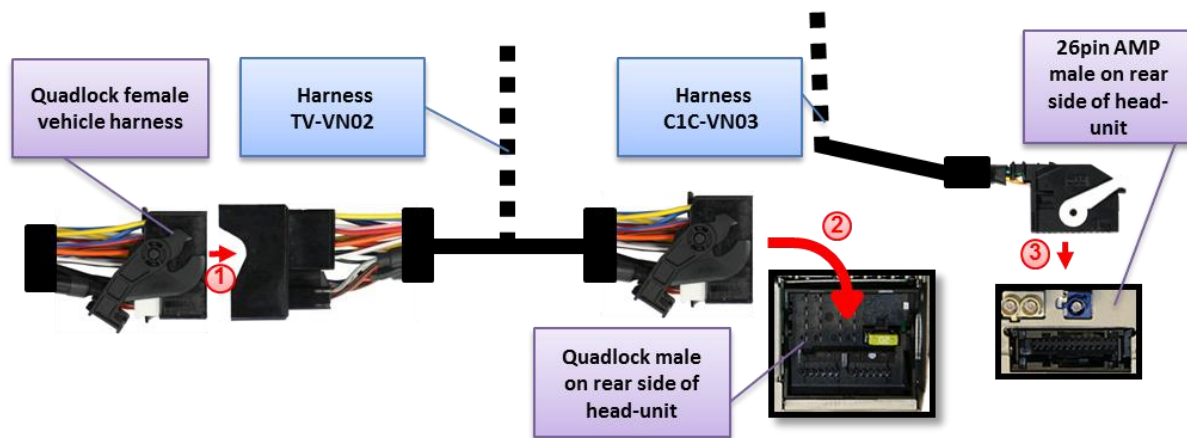 Quadlock female
vehicle harness
Harness
TV-VN02
Harness
C1C-VN03
26pin AMP
male on rear
side of head-
unit
1
2
3
Quadlock male
on rear side of
head-unit